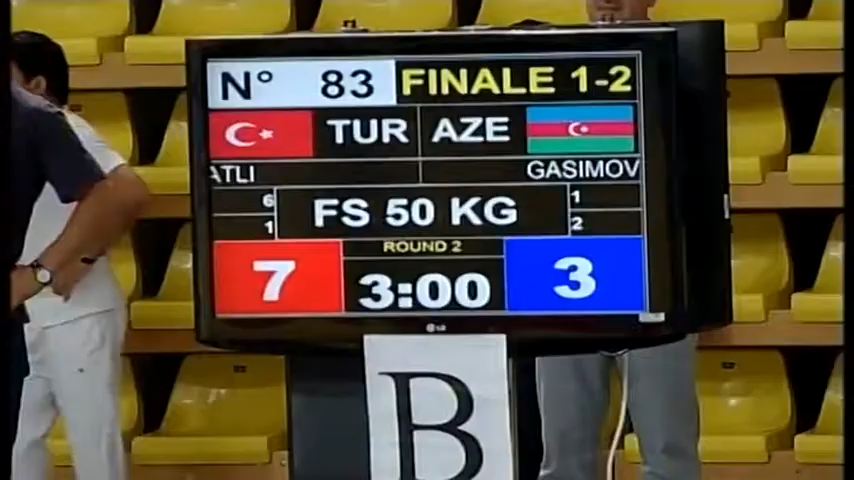 N° 83 FINALE 1-2
TUR AZE
ATLI GASIMOV
6 1
FS 50 KG
1 2
ROUND 2
7 3:00 3
LG
B